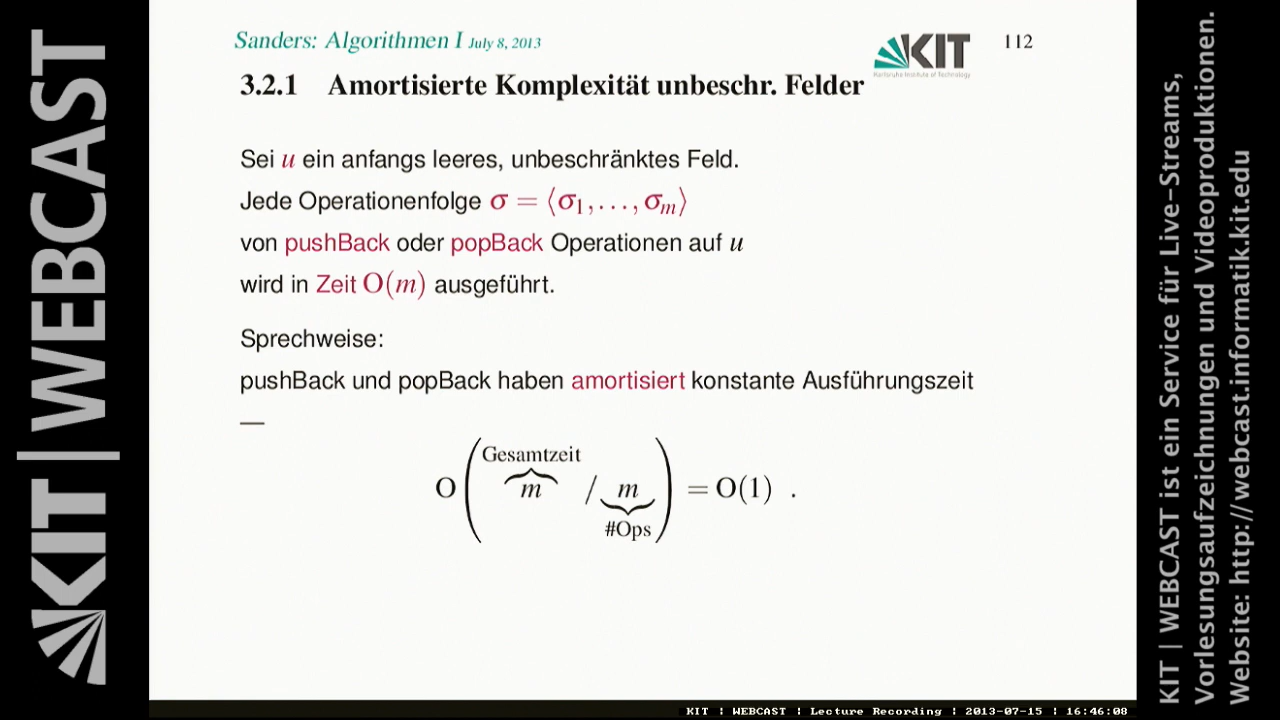 KIT | WEBCAST
Sanders: Algorithmen I July 8, 2013
KIT
Karlsruhe Institute of Technology
112
3.2.1 Amortisierte Komplexität unbeschr. Felder
Sei u ein anfangs leeres, unbeschränktes Feld.
Jede Operationenfolge σ = ⟨σ₁, . . . , σₘ⟩
von pushBack oder popBack Operationen auf u
wird in Zeit O(m) ausgeführt.
Sprechweise:
pushBack und popBack haben amortisiert konstante Ausführungszeit
—
Gesamtzeit
O( m / m ) = O(1) .
#Ops
KIT | WEBCAST ist ein Service für Live-Streams,
Vorlesungsaufzeichnungen und Videoproduktionen.
Website: http://webcast.informatik.kit.edu
KIT | WEBCAST | Lecture Recording | 2013-07-15 | 16:46:08